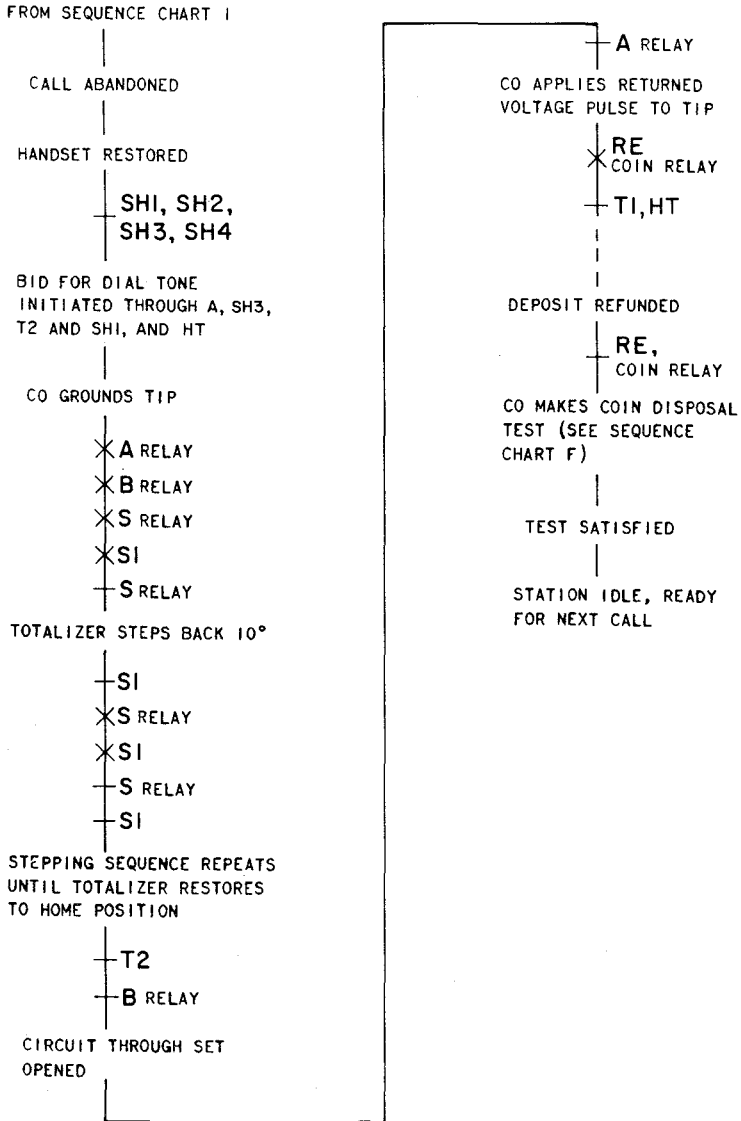 FROM SEQUENCE CHART 1
CALL ABANDONED
HANDSET RESTORED
SH1, SH2,
SH3, SH4
BID FOR DIAL TONE
INITIATED THROUGH A, SH3,
T2 AND SH1, AND HT
CO GROUNDS TIP
A RELAY
B RELAY
S RELAY
S1
S RELAY
TOTALIZER STEPS BACK 10°
S1
S RELAY
S1
S RELAY
S1
STEPPING SEQUENCE REPEATS
UNTIL TOTALIZER RESTORES
TO HOME POSITION
T2
B RELAY
CIRCUIT THROUGH SET
OPENED
A RELAY
CO APPLIES RETURNED
VOLTAGE PULSE TO TIP
RE
COIN RELAY
T1, HT
DEPOSIT REFUNDED
RE,
COIN RELAY
CO MAKES COIN DISPOSAL
TEST (SEE SEQUENCE
CHART F)
TEST SATISFIED
STATION IDLE, READY
FOR NEXT CALL